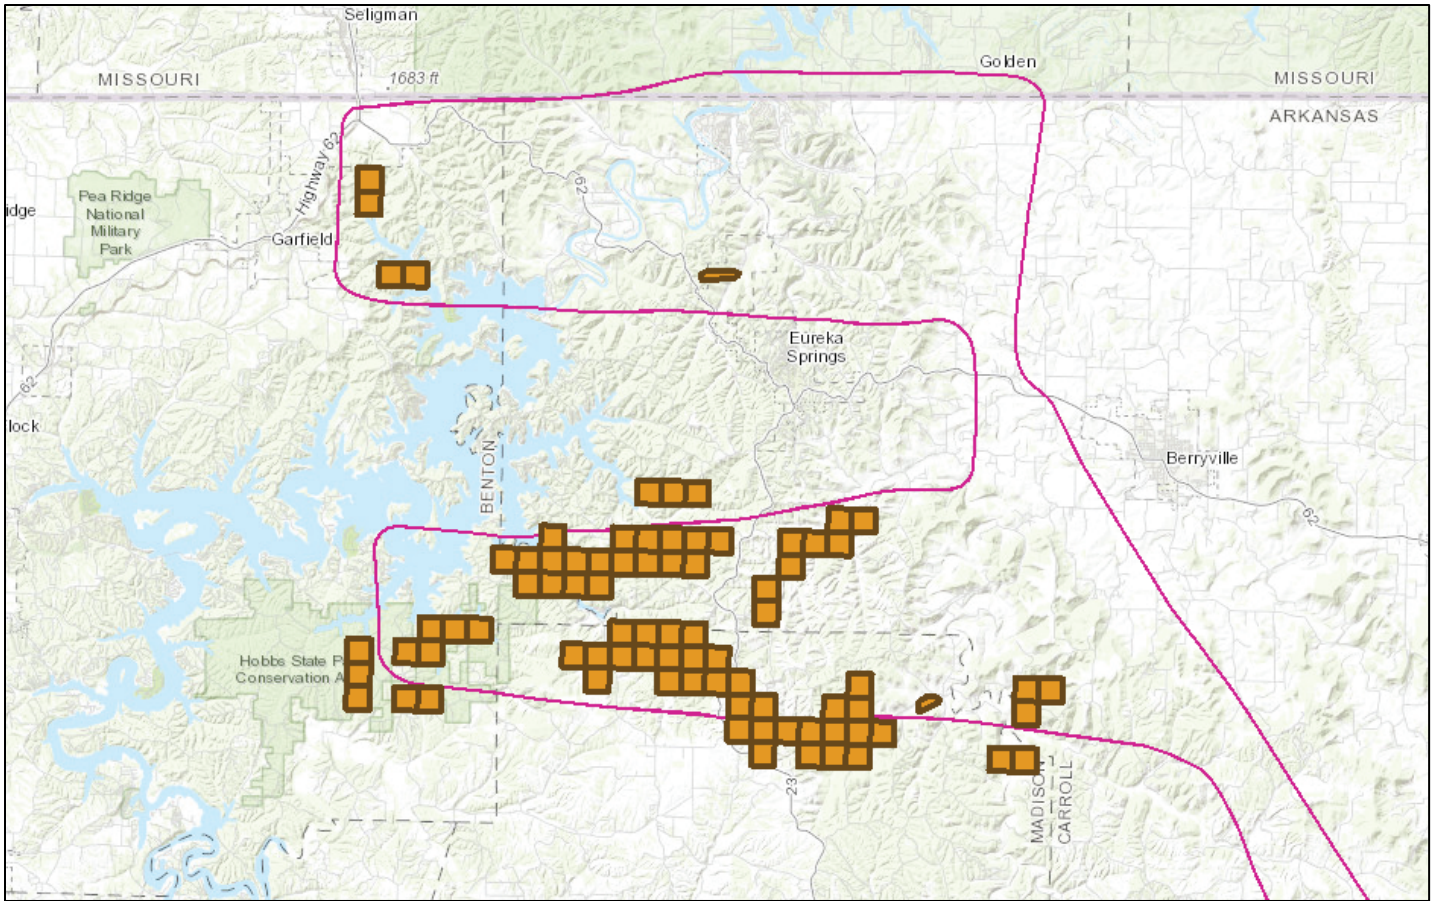 Seligman
Golden
MISSOURI
1683 ft
MISSOURI
ARKANSAS
Highway 62
62
Pea Ridge
National
Military
Park
idge
Garfield
Eureka
Springs
62
lock
BENTON
Berryville
62
Hobbs State P
Conservation A
23
MADISON
CARROLL